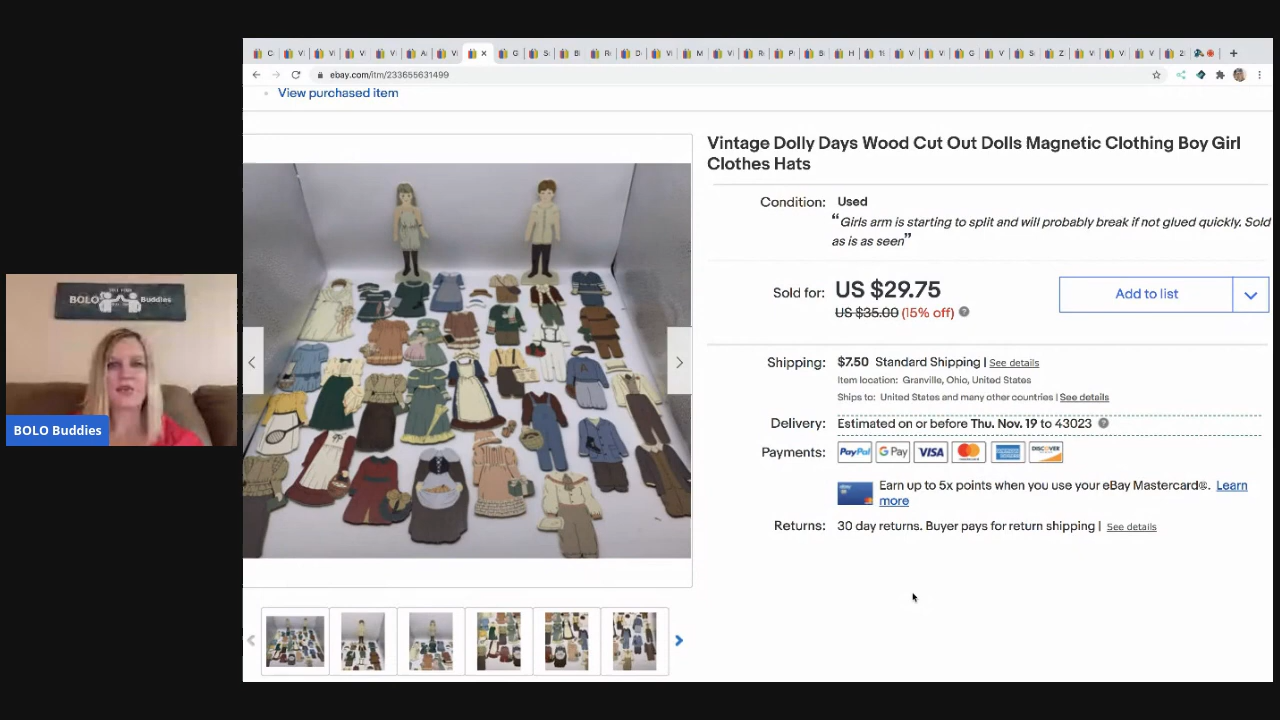 ebay.com/itm/233655631499
View purchased item
Vintage Dolly Days Wood Cut Out Dolls Magnetic Clothing Boy Girl
Clothes Hats
Condition: Used
“Girls arm is starting to split and will probably break if not glued quickly. Sold
as is as seen”
Sold for: US $29.75
Add to list
US $35.00 (15% off)
Shipping: $7.50 Standard Shipping | See details
Item location: Granville, Ohio, United States
Ships to: United States and many other countries | See details
Delivery: Estimated on or before Thu. Nov. 19 to 43023
Payments: PayPal G Pay VISA MasterCard DISCOVER
Earn up to 5x points when you use your eBay Mastercard®. Learn
more
Returns: 30 day returns. Buyer pays for return shipping | See details
BOLO Buddies
BOLO Buddies